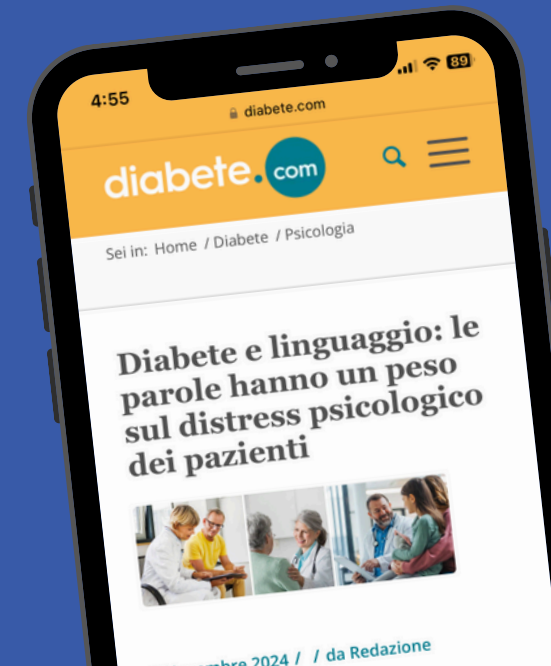 4:55
89
diabete.com
diabete.com
Sei in: Home / Diabete / Psicologia
Diabete e linguaggio: le
parole hanno un peso
sul distress psicologico
dei pazienti
2024 / / da Redazione